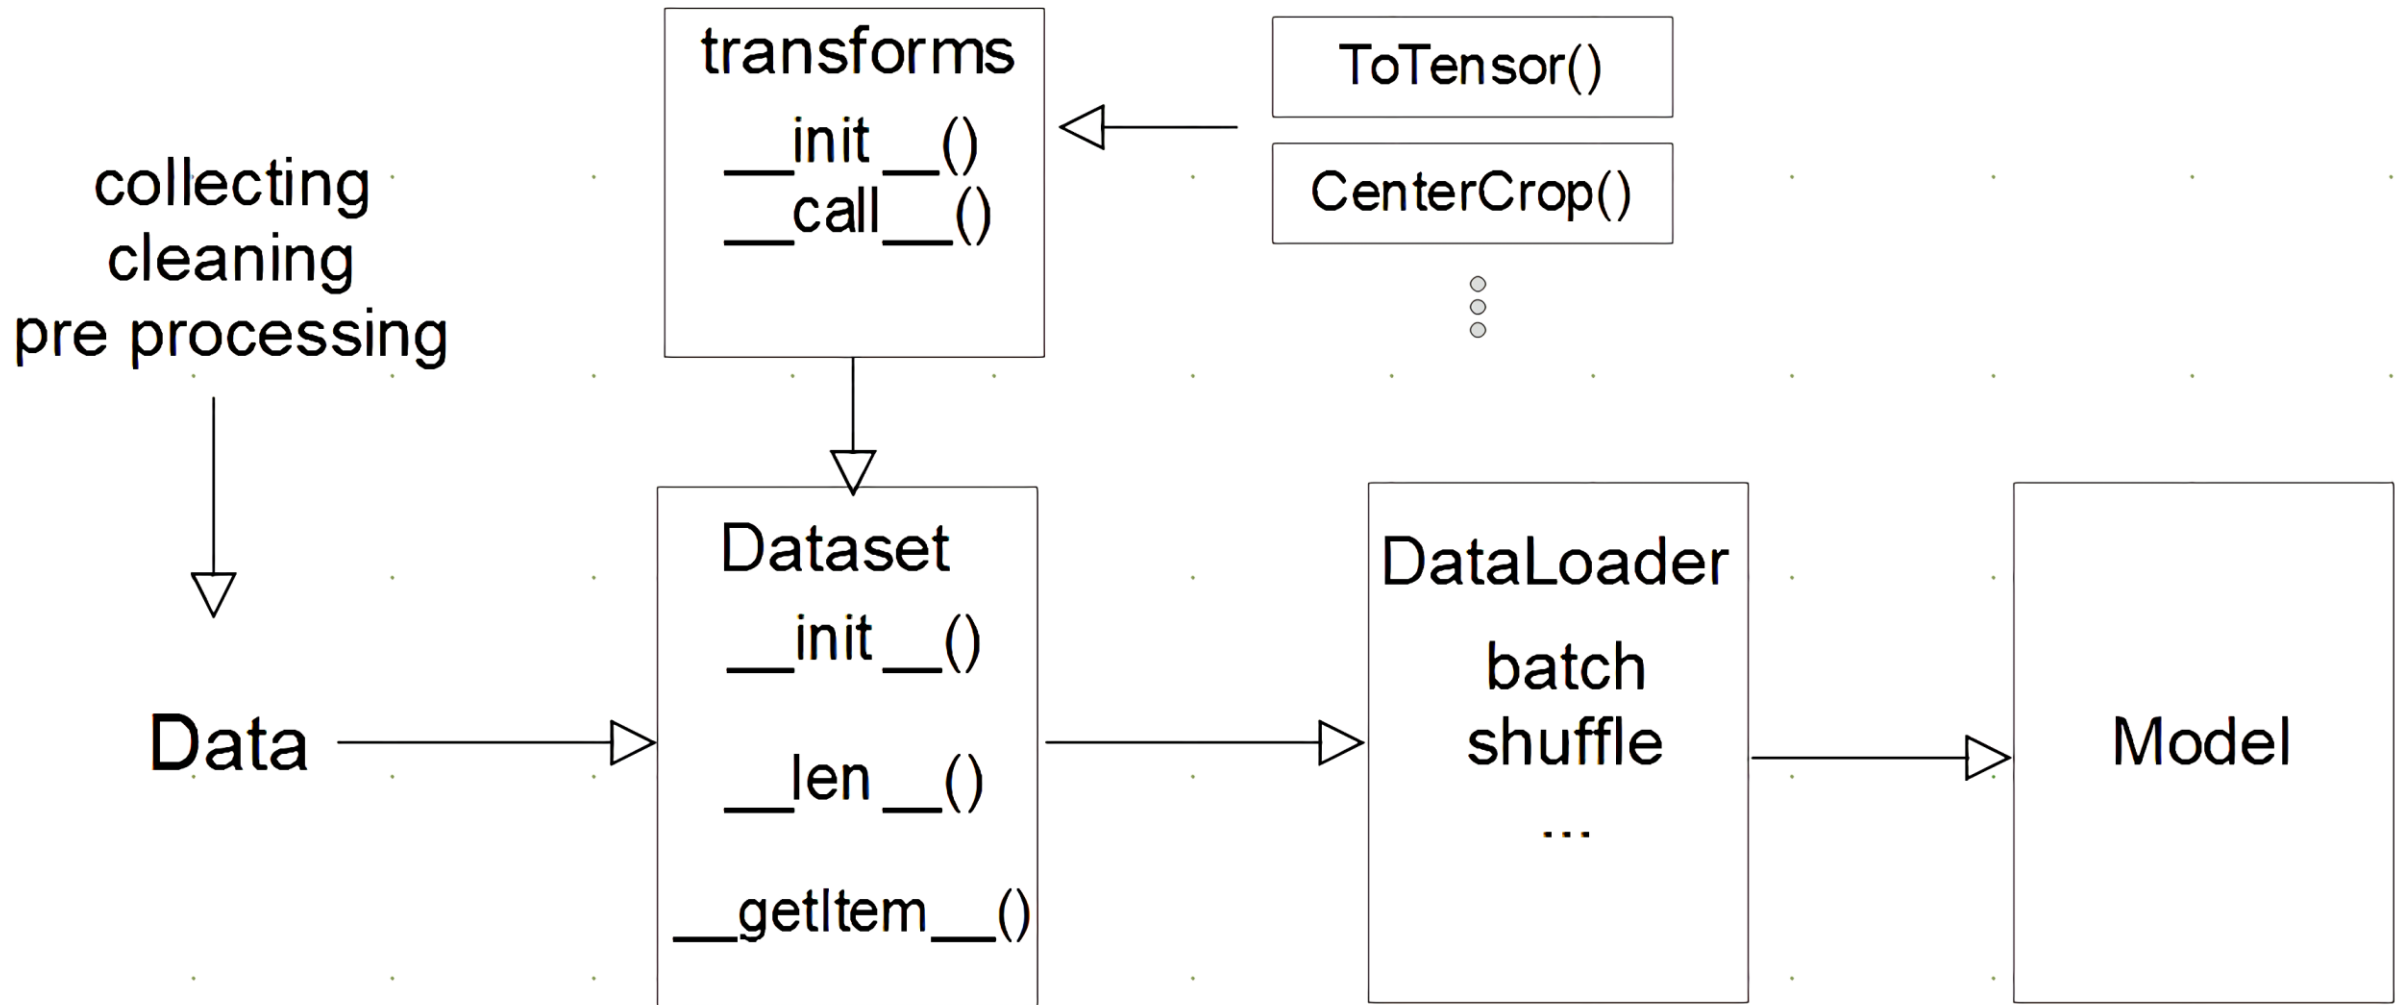 transforms
__init__()
__call__()
ToTensor()
CenterCrop()
collecting
cleaning
pre processing
Data
Dataset
__init__()
__len__()
__getItem__()
DataLoader
batch
shuffle
...
Model